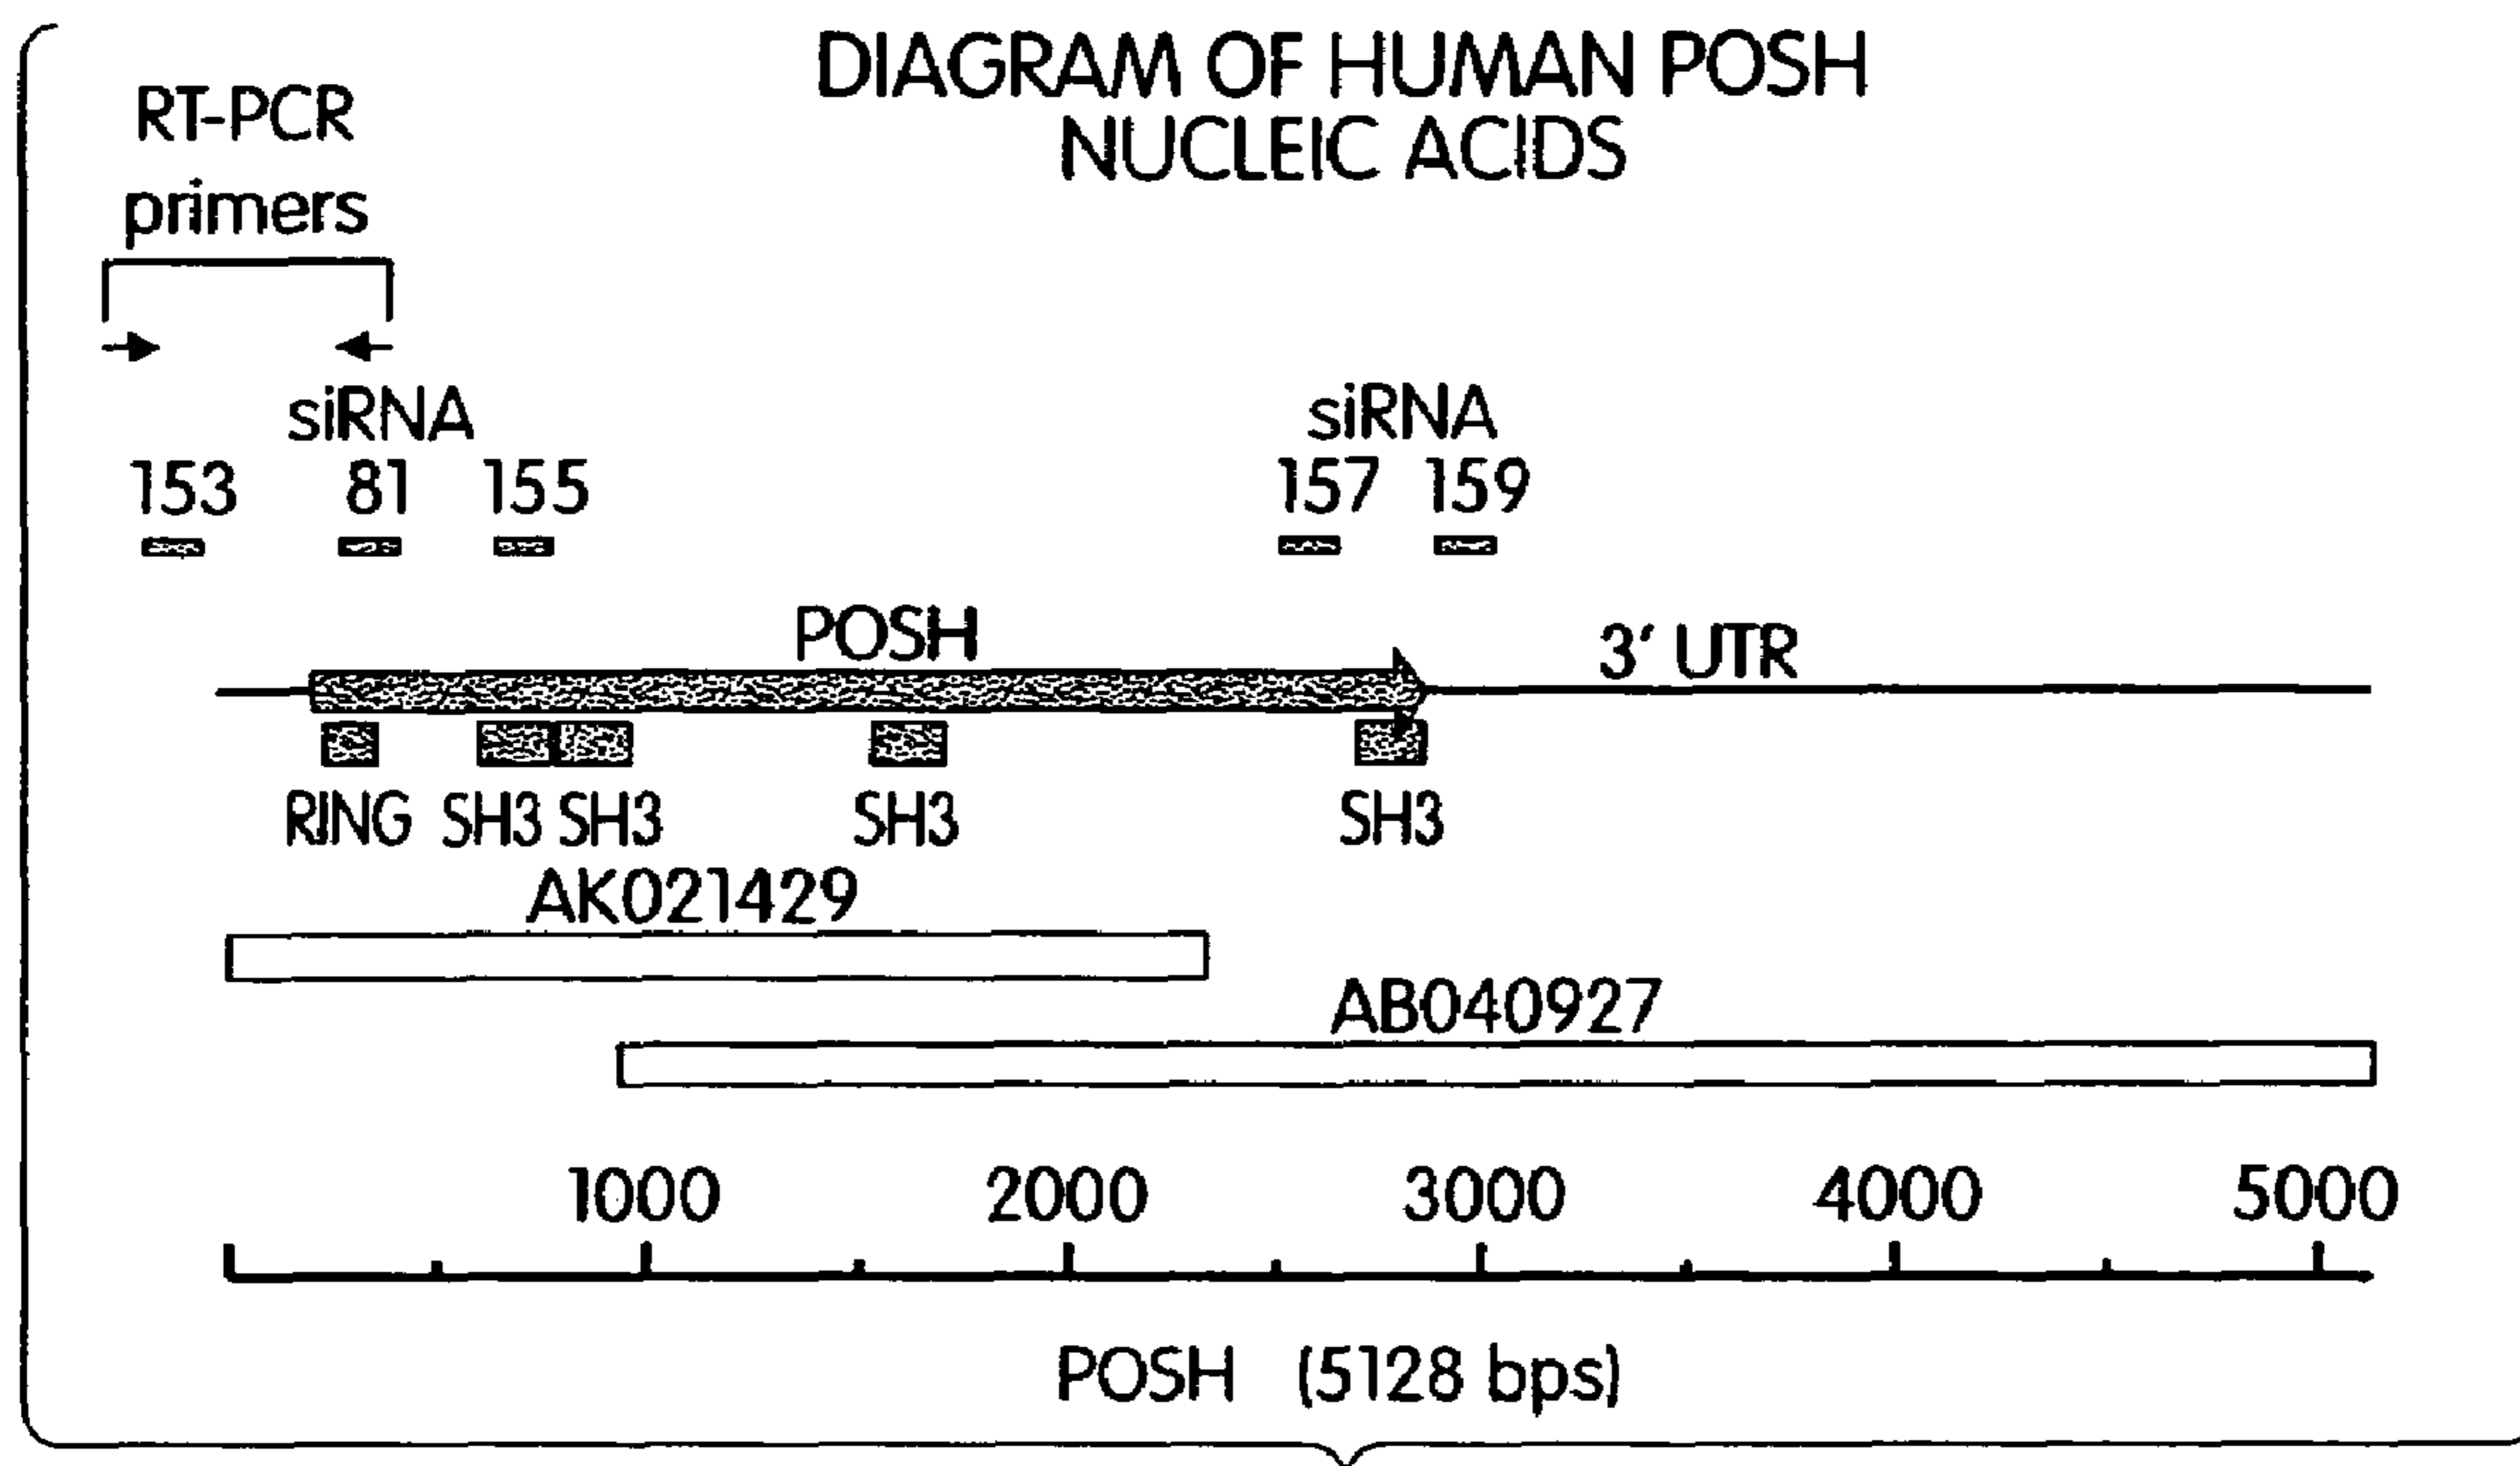 DIAGRAM OF HUMAN POSH
NUCLEIC ACIDS
RT-PCR
primers
siRNA
153 81 155
siRNA
157 159
POSH
3' UTR
RING SH3 SH3 SH3 SH3
AK021429
AB040927
1000 2000 3000 4000 5000
POSH (5128 bps)